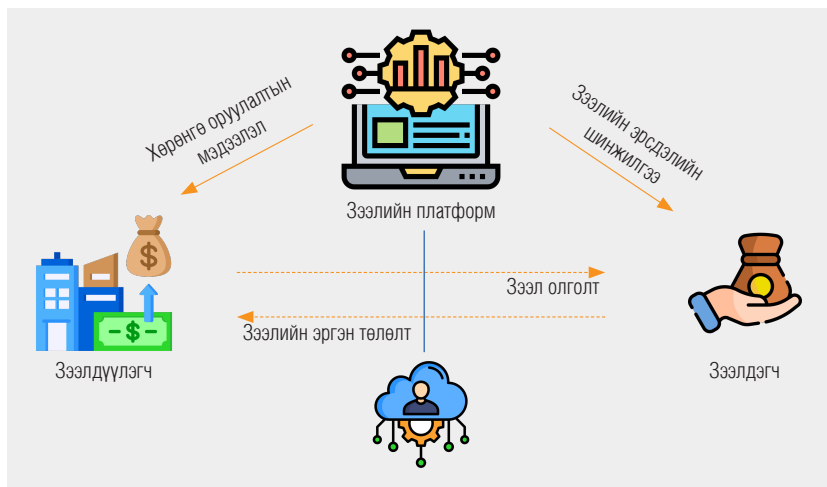 Хөрөнгө оруулалтын
мэдээлэл
Зээлийн эрсдэлийн
шинжилгээ
Зээлийн платформ
Зээл олголт
Зээлийн эргэн төлөлт
Зээлдүүлэгч
Зээлдэгч